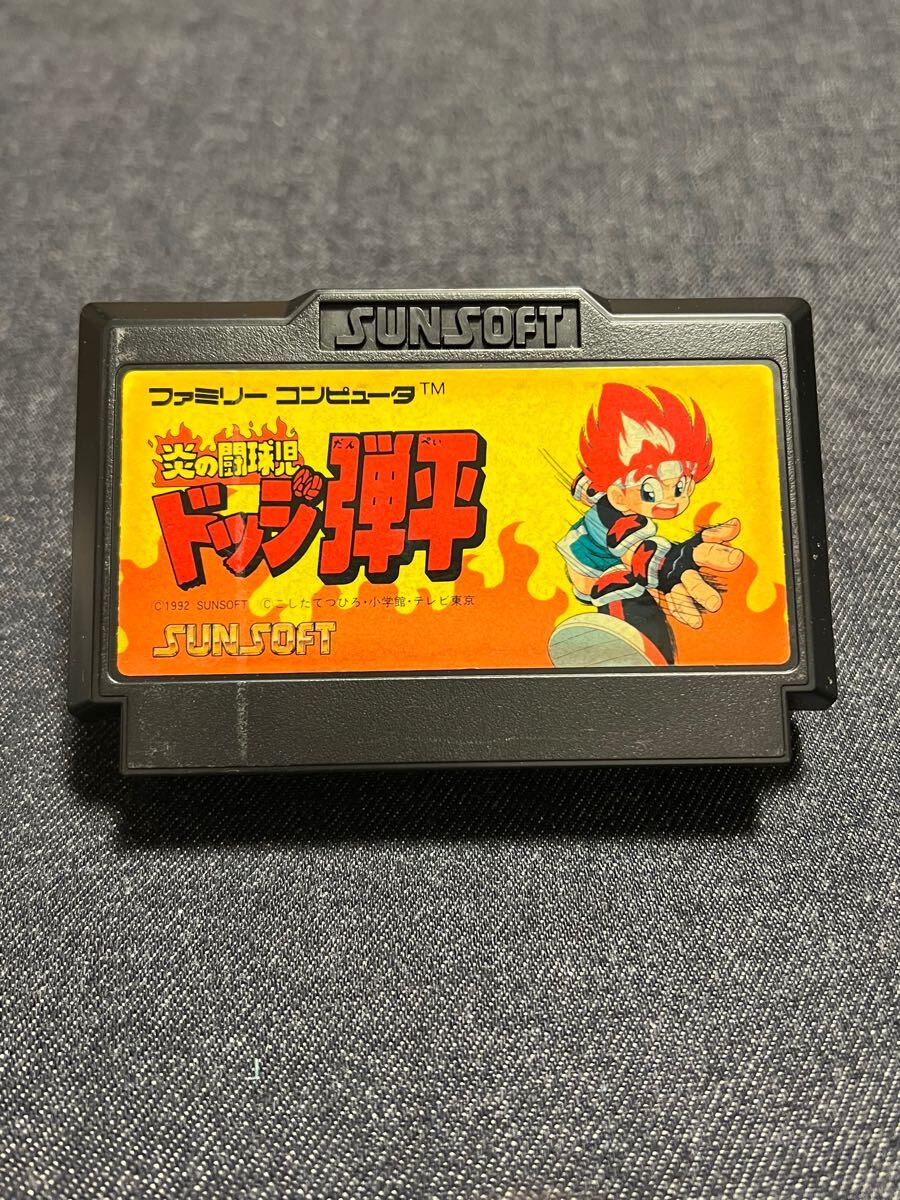 SUNSOFT
ファミリー コンピュータ™
炎の闘球児
だん ぺい
ドッジ弾平
©1992 SUNSOFT ©こしたてつひろ・小学館・テレビ東京
SUNSOFT